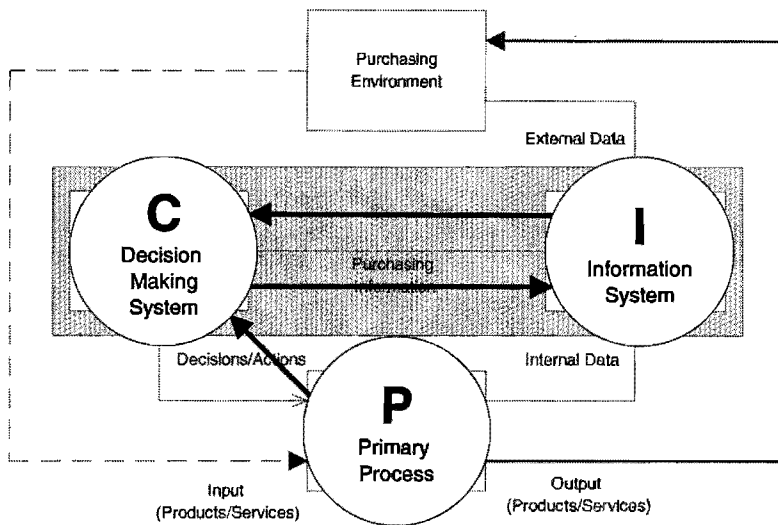 Purchasing
Environment
External Data
C
Decision
Making
System
Purchasing
Information
I
Information
System
Decisions/Actions
Internal Data
P
Primary
Process
Input
(Products/Services)
Output
(Products/Services)